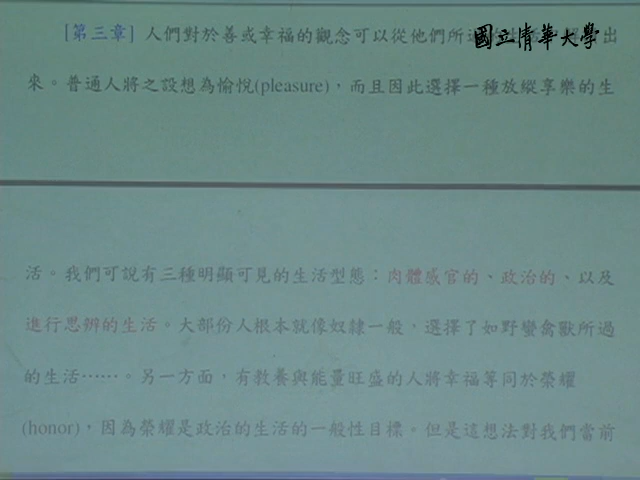 [第三章] 人們對於善或幸福的觀念可以從他們所過 出
國立清華大學
來。普通人將之設想為愉悅(pleasure)，而且因此選擇一種放縱享樂的生
活。我們可說有三種明顯可見的生活型態：肉體感官的、政治的、以及
進行思辨的生活。大部份人根本就像奴隸一般，選擇了如野蠻禽獸所過
的生活……。另一方面，有教養與能量旺盛的人將幸福等同於榮耀
(honor)，因為榮耀是政治的生活的一般性目標。但是這想法對我們當前